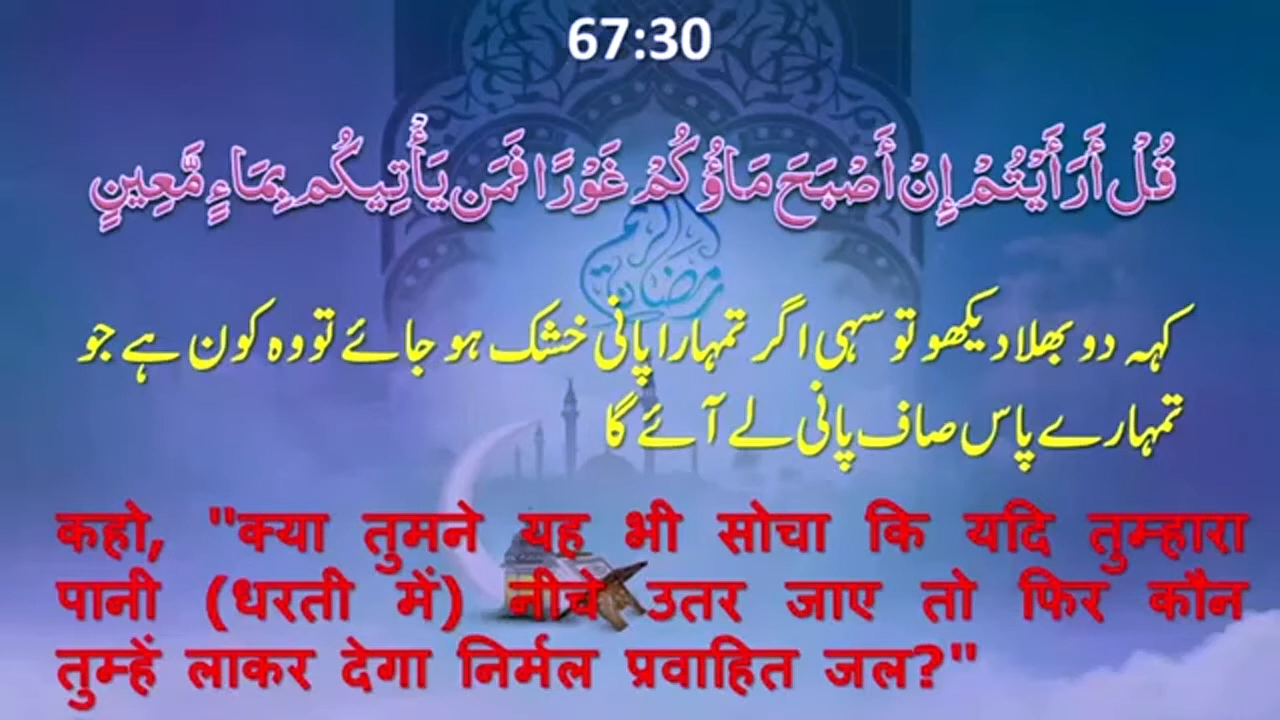 67:30
قُلْ أَرَأَيْتُمْ إِنْ أَصْبَحَ مَاؤُكُمْ غَوْرًا فَمَن يَأْتِيكُم بِمَاءٍ مَّعِينٍ
رمضان كريم
کہہ دو بھلا دیکھو تو سہی اگر تمہارا پانی خشک ہو جائے تو وہ کون ہے جو
تمہارے پاس صاف پانی لے آئے گا
कहो, "क्या तुमने यह भी सोचा कि यदि तुम्हारा
पानी (धरती में) नीचे उतर जाए तो फिर कौन
तुम्हें लाकर देगा निर्मल प्रवाहित जल?"